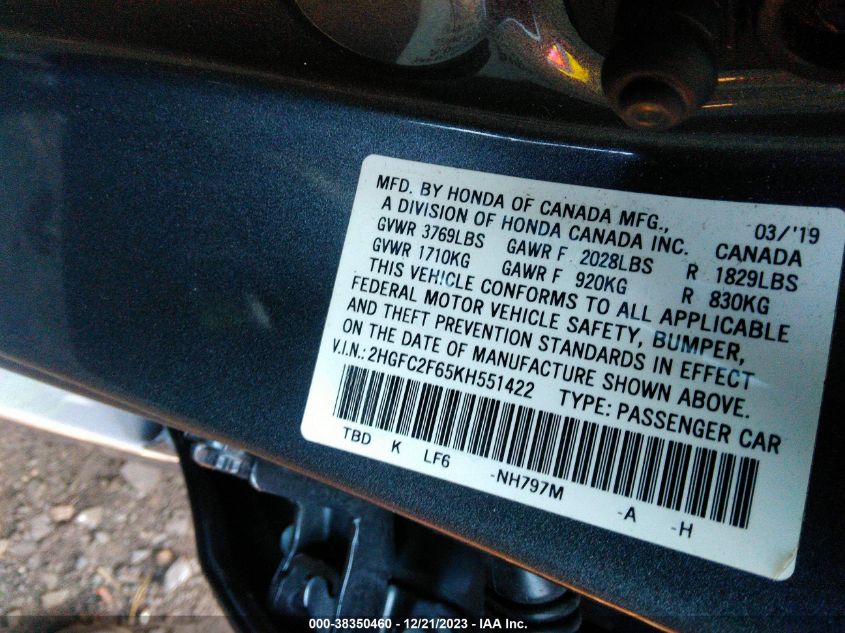 MFD. BY HONDA OF CANADA MFG., 03/'19
A DIVISION OF HONDA CANADA INC. CANADA
GVWR 3769LBS GAWR F 2028LBS R 1829LBS
GVWR 1710KG GAWR F 920KG R 830KG
THIS VEHICLE CONFORMS TO ALL APPLICABLE
FEDERAL MOTOR VEHICLE SAFETY, BUMPER,
AND THEFT PREVENTION STANDARDS IN EFFECT
ON THE DATE OF MANUFACTURE SHOWN ABOVE.
V.I.N.: 2HGFC2F65KH551422 TYPE: PASSENGER CAR
TBD K LF6 -NH797M -A -H
000-38350460 - 12/21/2023 - IAA Inc.